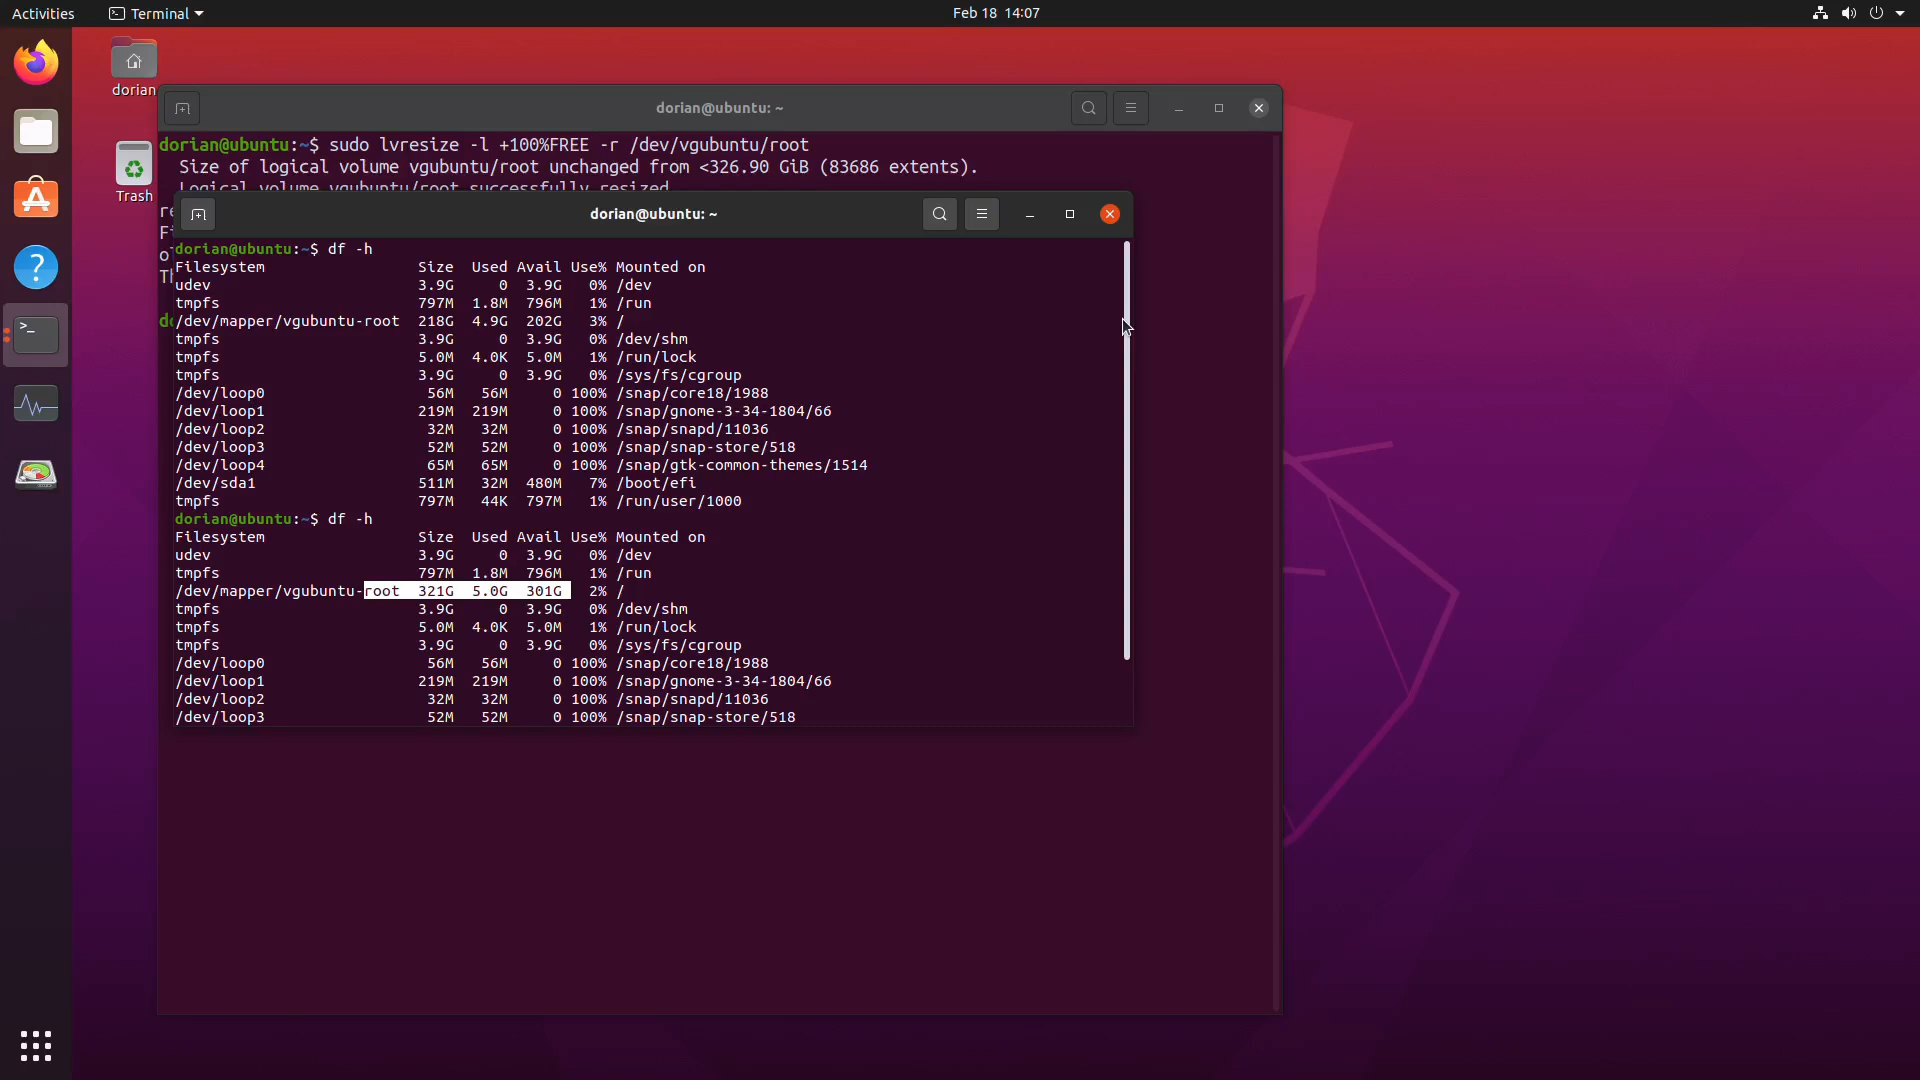 Activities
Terminal
Feb 18 14:07
dorian
Trash
dorian@ubuntu: ~
dorian@ubuntu:~$ sudo lvresize -l +100%FREE -r /dev/vgubuntu/root
Size of logical volume vgubuntu/root unchanged from <326.90 GiB (83686 extents).
Logical volume vgubuntu/root successfully resized.
dorian@ubuntu: ~
dorian@ubuntu:~$ df -h
Filesystem Size Used Avail Use% Mounted on
udev 3.9G 0 3.9G 0% /dev
tmpfs 797M 1.8M 796M 1% /run
/dev/mapper/vgubuntu-root 218G 4.9G 202G 3% /
tmpfs 3.9G 0 3.9G 0% /dev/shm
tmpfs 5.0M 4.0K 5.0M 1% /run/lock
tmpfs 3.9G 0 3.9G 0% /sys/fs/cgroup
/dev/loop0 56M 56M 0 100% /snap/core18/1988
/dev/loop1 219M 219M 0 100% /snap/gnome-3-34-1804/66
/dev/loop2 32M 32M 0 100% /snap/snapd/11036
/dev/loop3 52M 52M 0 100% /snap/snap-store/518
/dev/loop4 65M 65M 0 100% /snap/gtk-common-themes/1514
/dev/sda1 511M 32M 480M 7% /boot/efi
tmpfs 797M 44K 797M 1% /run/user/1000
dorian@ubuntu:~$ df -h
Filesystem Size Used Avail Use% Mounted on
udev 3.9G 0 3.9G 0% /dev
tmpfs 797M 1.8M 796M 1% /run
/dev/mapper/vgubuntu-root 321G 5.0G 301G 2% /
tmpfs 3.9G 0 3.9G 0% /dev/shm
tmpfs 5.0M 4.0K 5.0M 1% /run/lock
tmpfs 3.9G 0 3.9G 0% /sys/fs/cgroup
/dev/loop0 56M 56M 0 100% /snap/core18/1988
/dev/loop1 219M 219M 0 100% /snap/gnome-3-34-1804/66
/dev/loop2 32M 32M 0 100% /snap/snapd/11036
/dev/loop3 52M 52M 0 100% /snap/snap-store/518